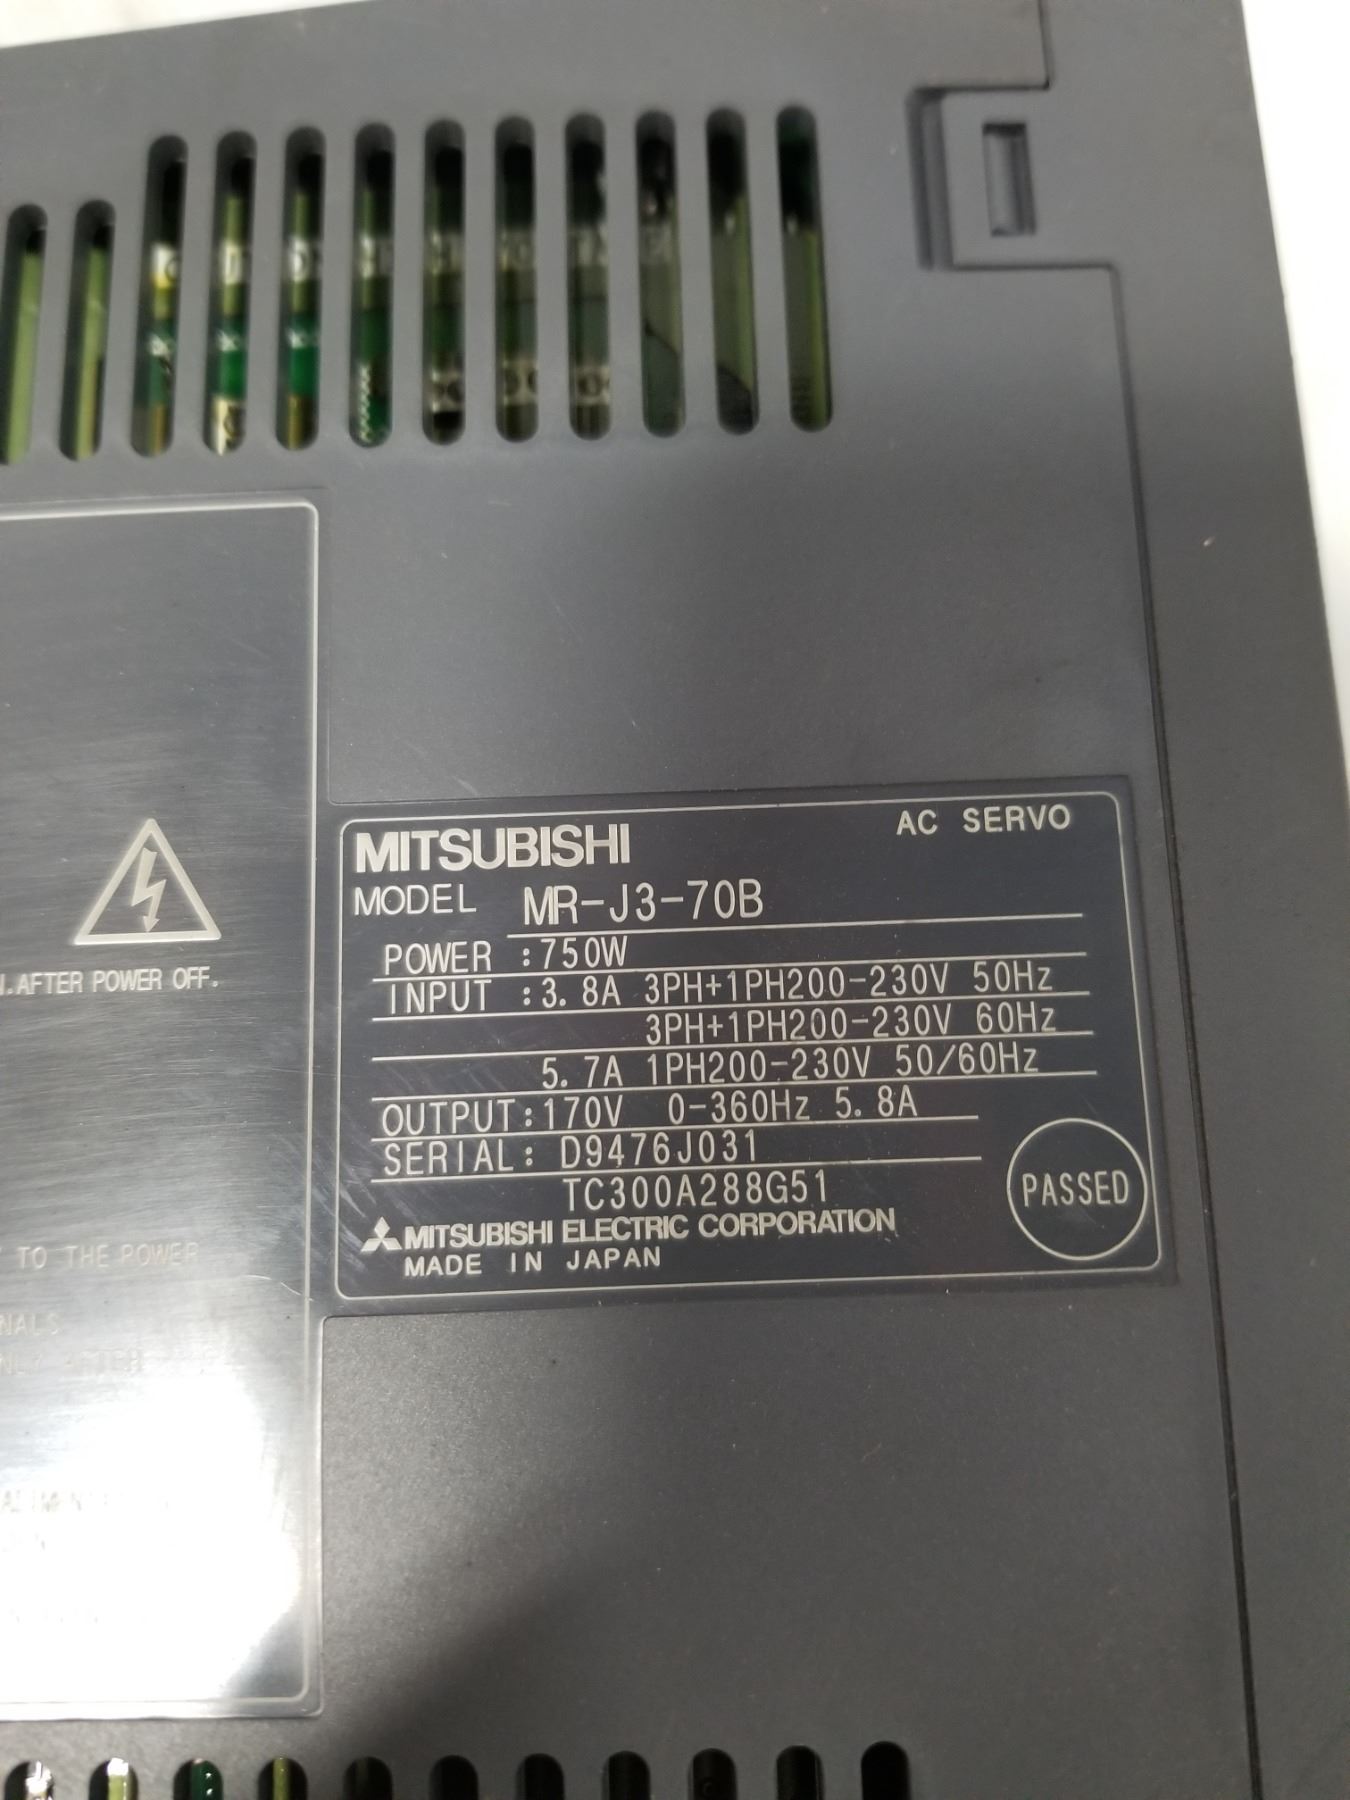 AC SERVO
MITSUBISHI
MODEL MR-J3-70B
POWER :750W
INPUT :3.8A 3PH+1PH200-230V 50Hz
3PH+1PH200-230V 60Hz
5.7A 1PH200-230V 50/60Hz
OUTPUT:170V 0-360Hz 5.8A
SERIAL: D9476J031
TC300A288G51
PASSED
MITSUBISHI ELECTRIC CORPORATION
MADE IN JAPAN
.AFTER POWER OFF.
TO THE POWER
AFTER